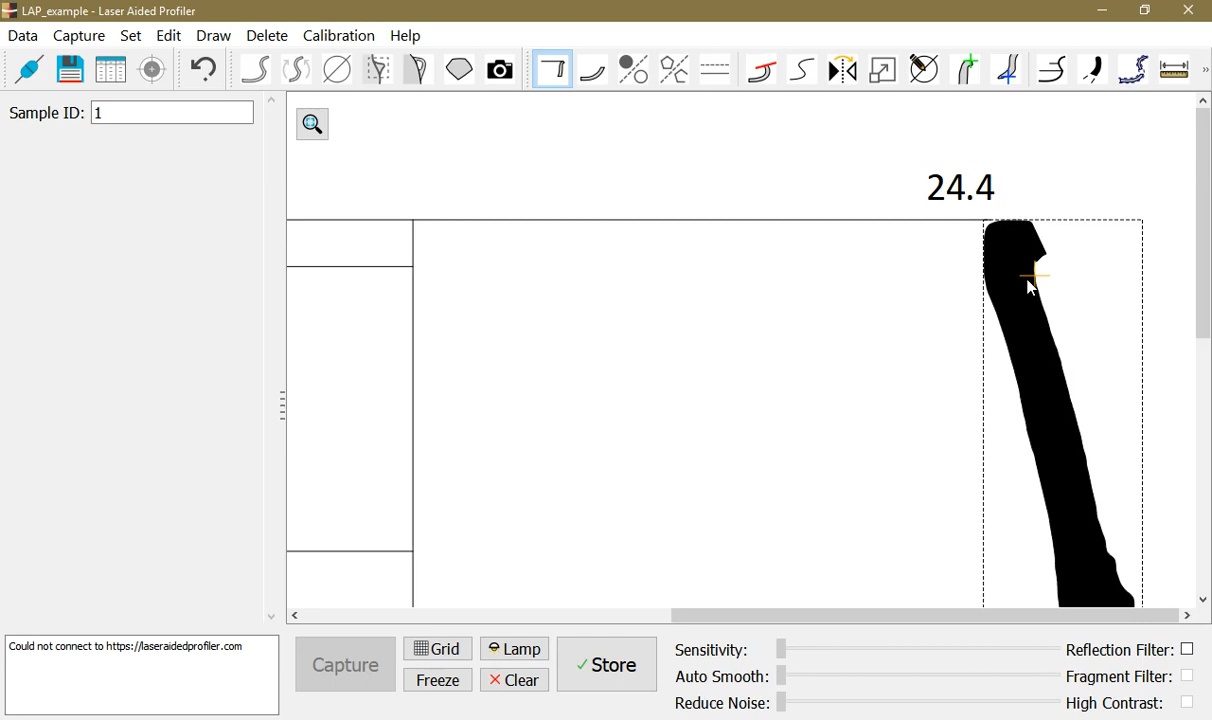 LAP_example - Laser Aided Profiler
Data Capture Set Edit Draw Delete Calibration Help
Sample ID: 1
24.4
Could not connect to https://laseraidedprofiler.com
Capture
Grid
Lamp
Freeze
Clear
Store
Sensitivity:
Auto Smooth:
Reduce Noise:
Reflection Filter:
Fragment Filter:
High Contrast: